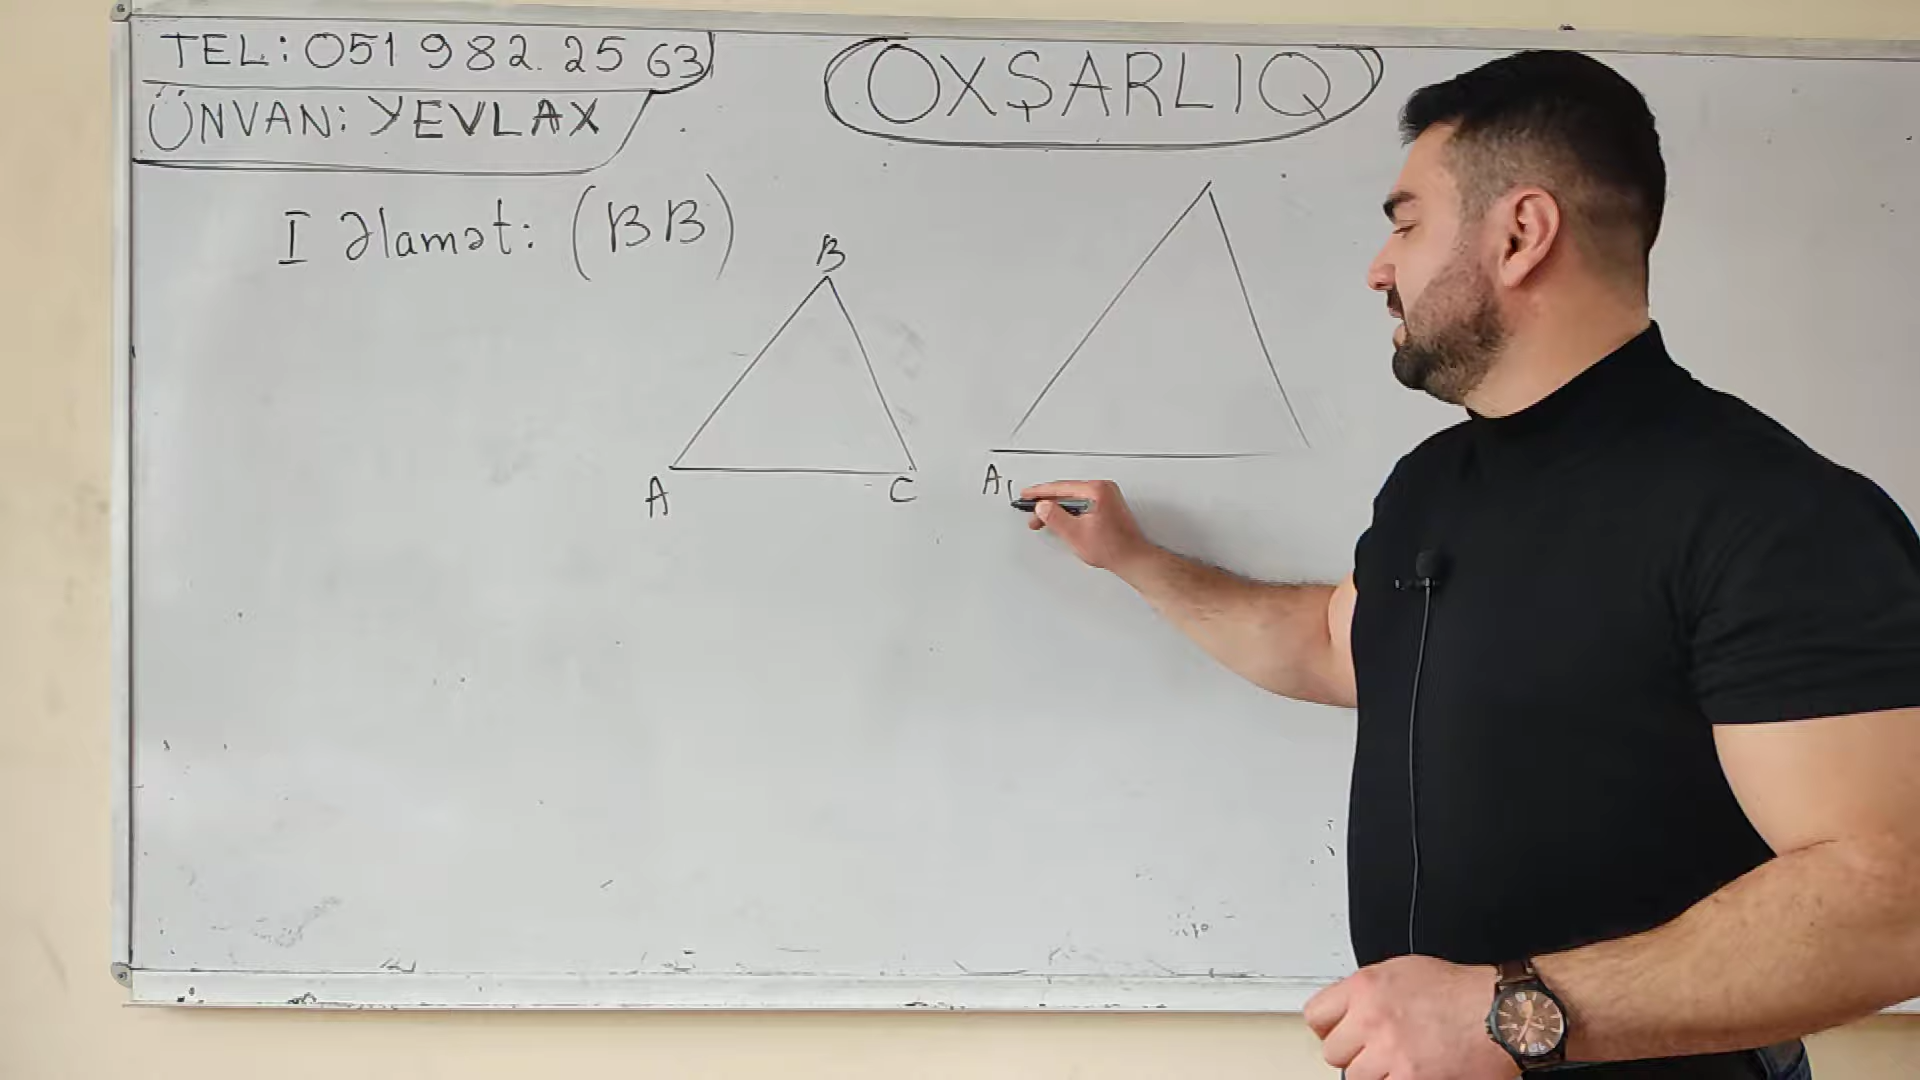 TEL: 051 982 25 63
ÜNVAN: YEVLAX
OXŞARLIQ
I Əlamət: (BB)
B
A
C
A1